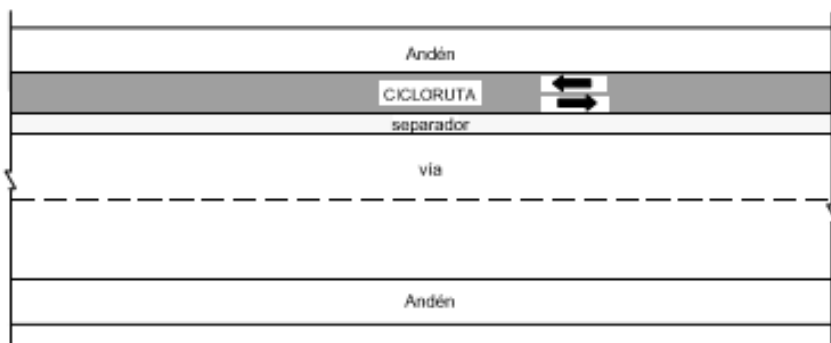 Andén
CICLORUTA
separador
vía
Andén